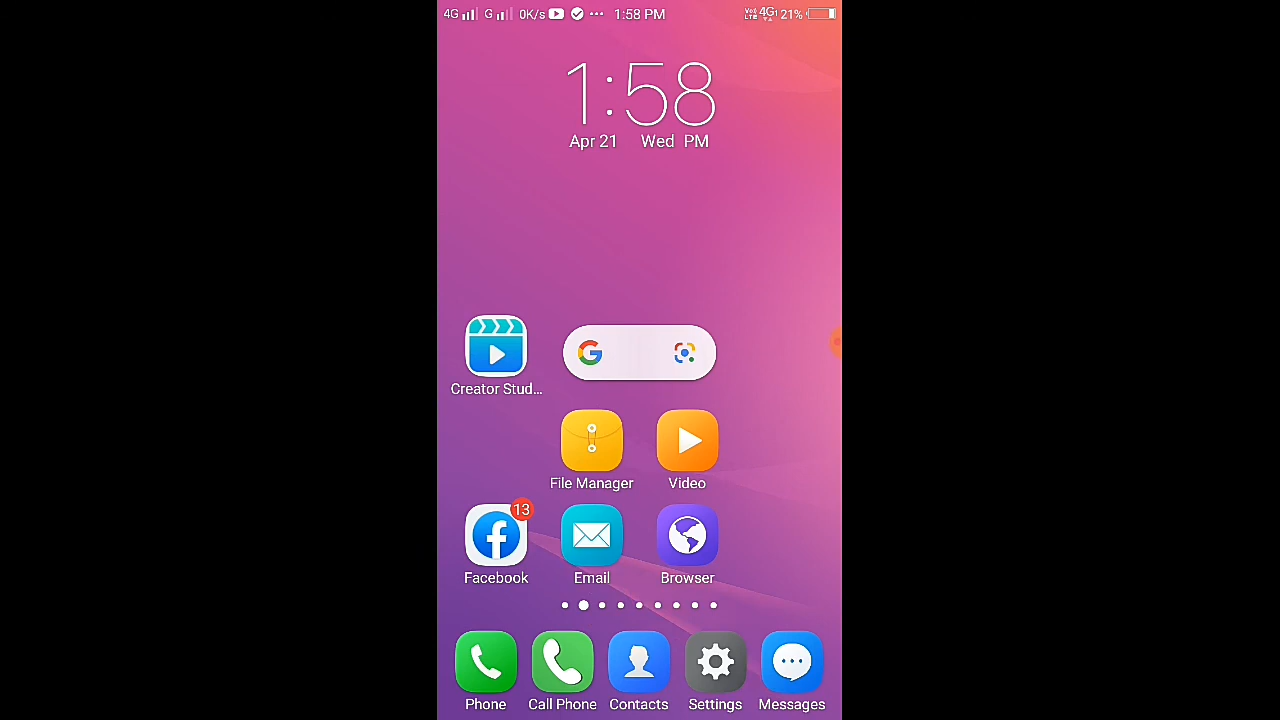 4G G 0K/s 1:58 PM VoLTE 4G 21%
1:58
Apr 21 Wed PM
Creator Stud...
File Manager Video
13
Facebook Email Browser
Phone Call Phone Contacts Settings Messages